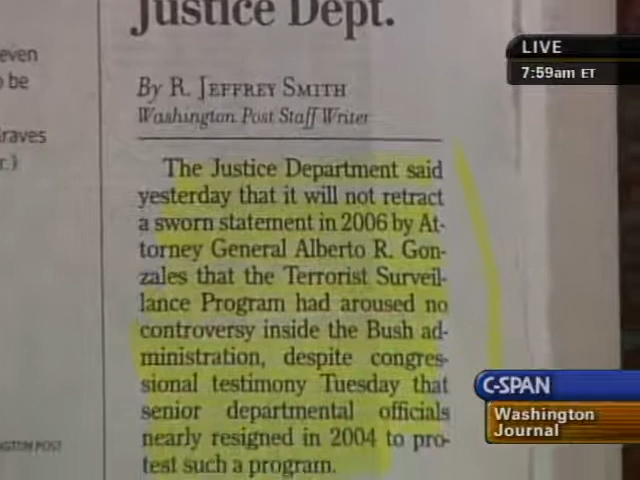 Justice Dept.
By R. JEFFREY SMITH
Washington Post Staff Writer
The Justice Department said
yesterday that it will not retract
a sworn statement in 2006 by At-
torney General Alberto R. Gon-
zales that the Terrorist Surveil-
lance Program had aroused no
controversy inside the Bush ad-
ministration, despite congres-
sional testimony Tuesday that
senior departmental officials
nearly resigned in 2004 to pro-
test such a program.
even
o be
raves
r.)
LIVE
7:59am ET
C-SPAN
Washington
Journal